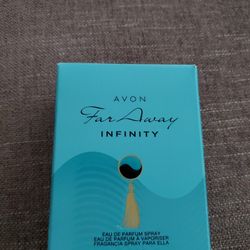 AVON
Far Away
INFINITY
EAU DE PARFUM SPRAY
EAU DE PARFUM À VAPORISER
FRAGANCIA SPRAY PARA ELLA